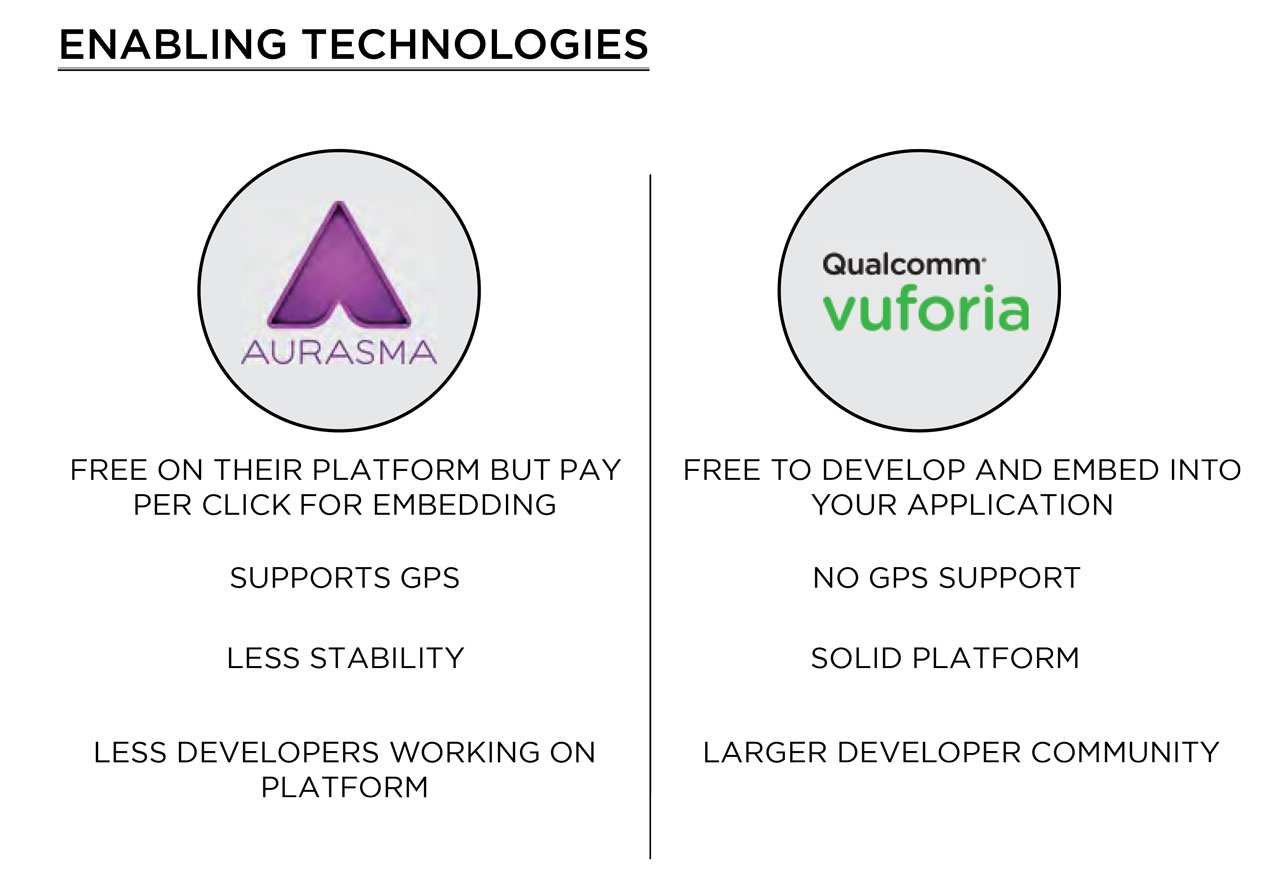 ENABLING TECHNOLOGIES
AURASMA
FREE ON THEIR PLATFORM BUT PAY
PER CLICK FOR EMBEDDING
SUPPORTS GPS
LESS STABILITY
LESS DEVELOPERS WORKING ON
PLATFORM
Qualcomm
vuforia
FREE TO DEVELOP AND EMBED INTO
YOUR APPLICATION
NO GPS SUPPORT
SOLID PLATFORM
LARGER DEVELOPER COMMUNITY